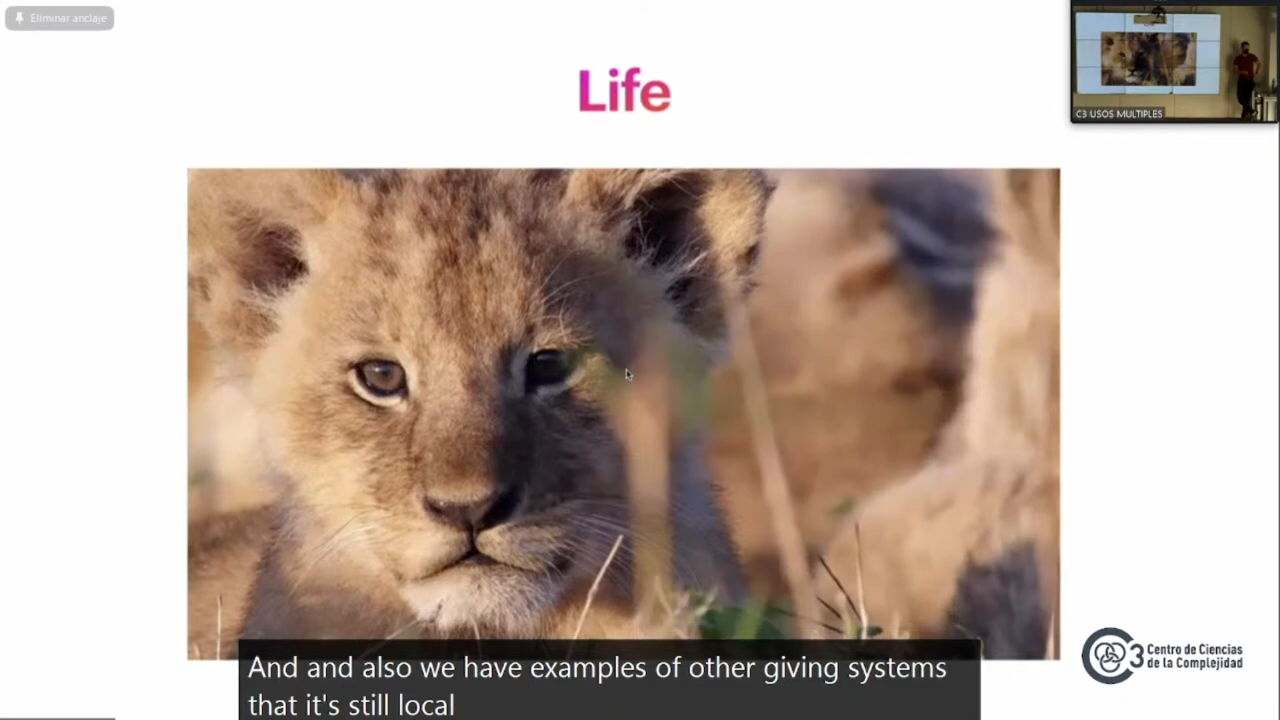 Eliminar anclaje
Life
C3 USOS MULTIPLES
C3 Centro de Ciencias
de la Complejidad
And and also we have examples of other giving systems
that it's still local